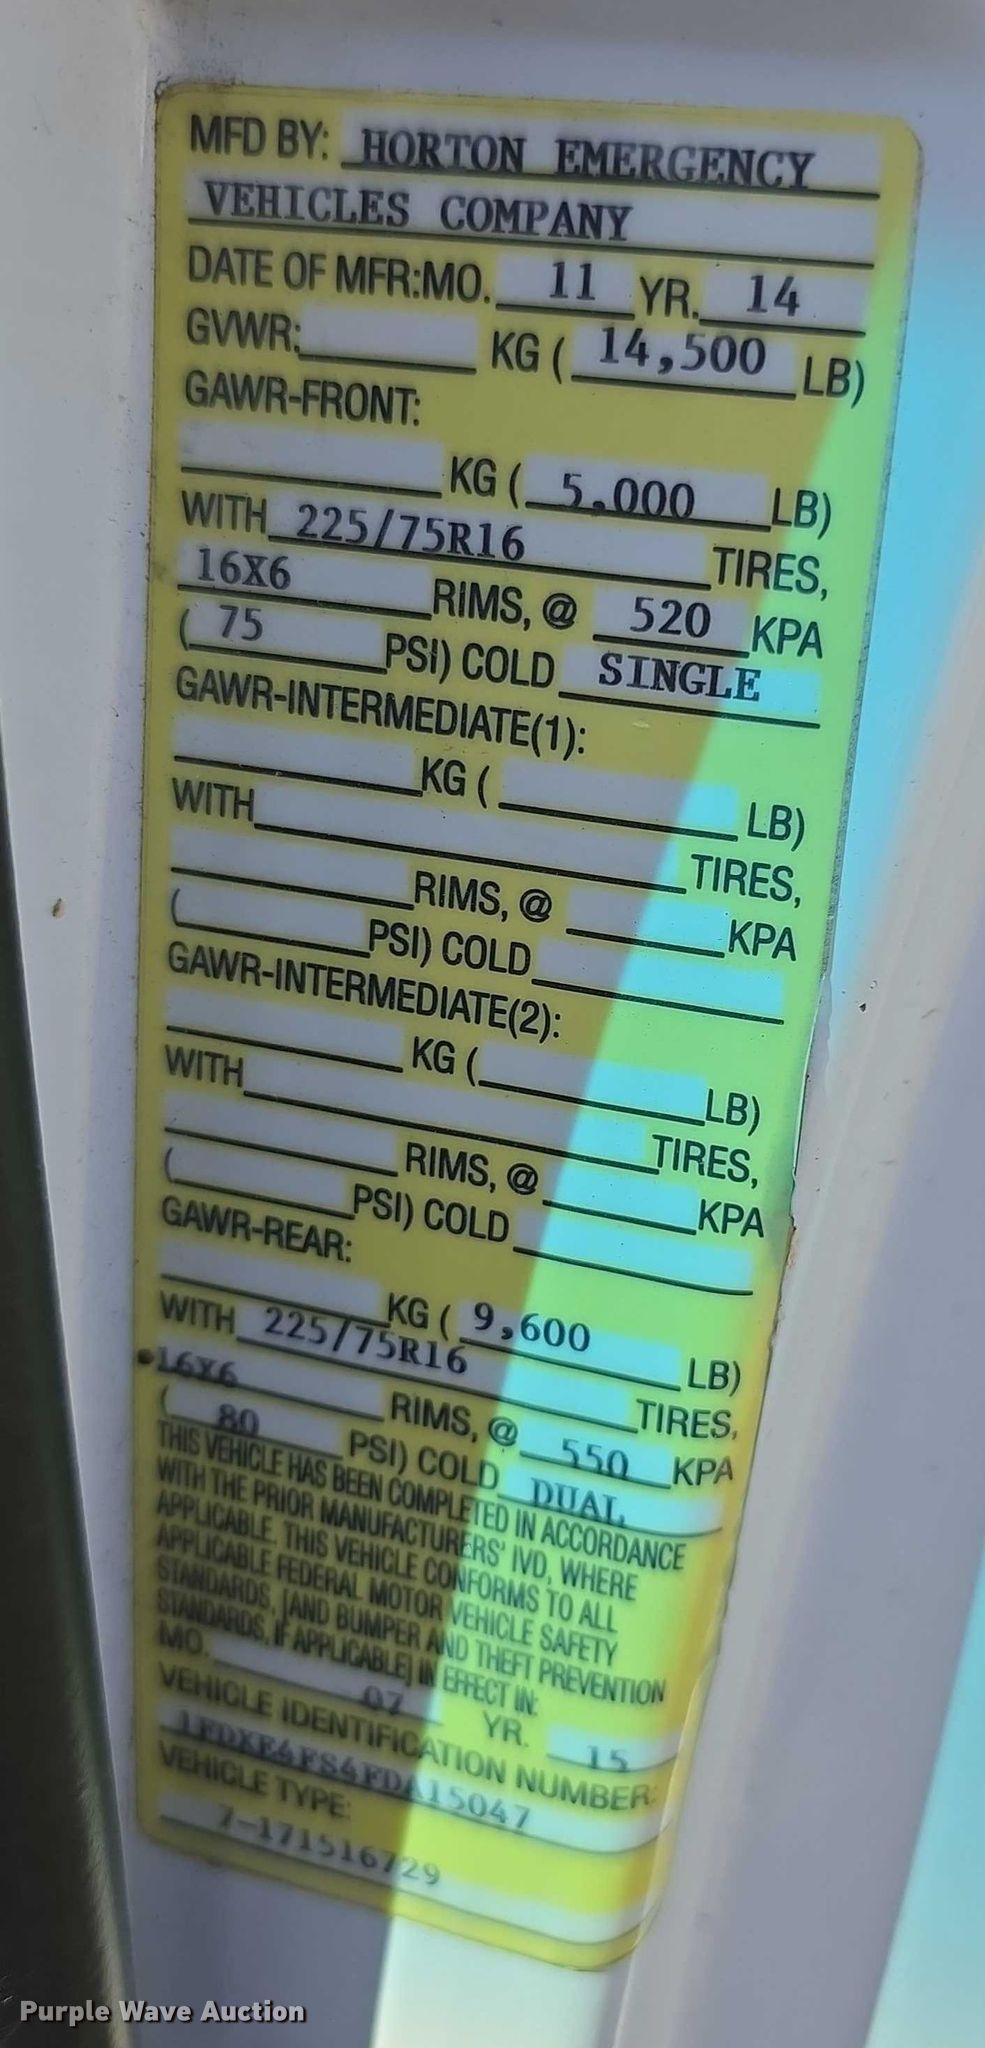 MFD BY: HORTON EMERGENCY
VEHICLES COMPANY
DATE OF MFR:MO. 11 YR. 14
GVWR: KG ( 14,500 LB)
GAWR-FRONT:
KG ( 5,000 LB)
WITH 225/75R16 TIRES,
16X6 RIMS, @ 520 KPA
( 75 PSI) COLD SINGLE
GAWR-INTERMEDIATE(1):
KG ( LB)
WITH TIRES,
RIMS, @ KPA
( PSI) COLD
GAWR-INTERMEDIATE(2):
KG ( LB)
WITH TIRES,
RIMS, @ KPA
( PSI) COLD
GAWR-REAR:
KG ( 9,600 LB)
WITH 225/75R16 TIRES,
16X6 RIMS, @ 550 KPA
( 80 PSI) COLD DUAL
THIS VEHICLE HAS BEEN COMPLETED IN ACCORDANCE
WITH THE PRIOR MANUFACTURERS' IVD, WHERE
APPLICABLE. THIS VEHICLE CONFORMS TO ALL
APPLICABLE FEDERAL MOTOR VEHICLE SAFETY
STANDARDS, [AND BUMPER AND THEFT PREVENTION
STANDARDS, IF APPLICABLE] IN EFFECT IN:
MO. 07 YR. 15
VEHICLE IDENTIFICATION NUMBER:
1FDXE4FS4FDA15047
VEHICLE TYPE:
7-171516729
Purple Wave Auction